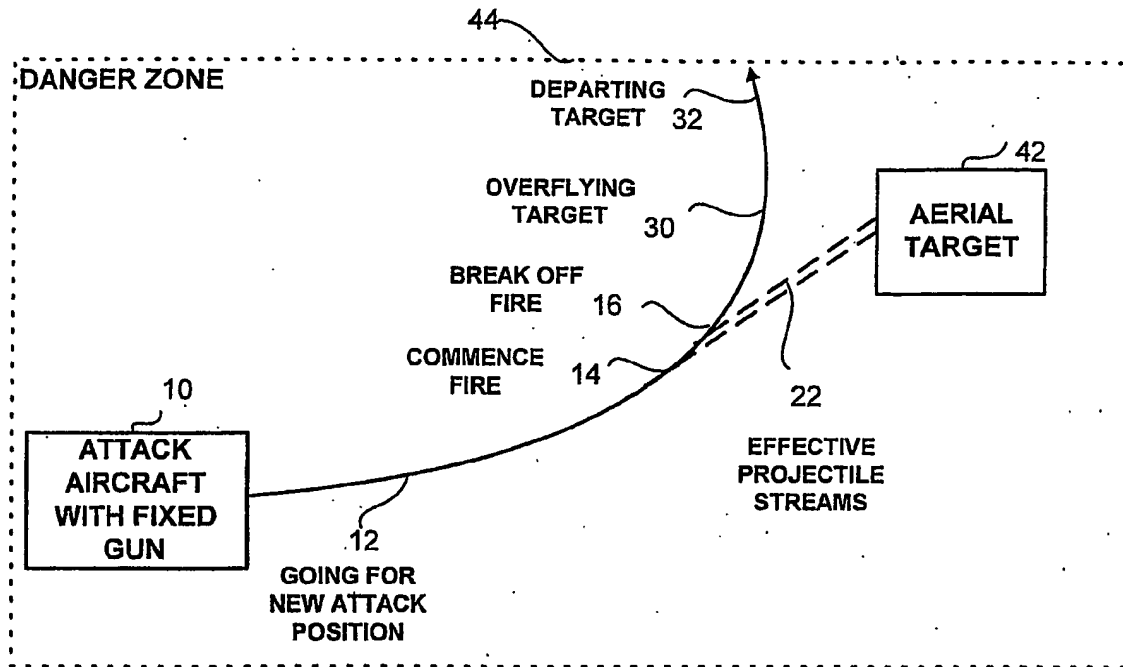 44
DANGER ZONE
DEPARTING
TARGET
32
42
OVERFLYING
TARGET
30
AERIAL
TARGET
BREAK OFF
FIRE
16
COMMENCE
FIRE
14
22
10
ATTACK
AIRCRAFT
WITH FIXED
GUN
EFFECTIVE
PROJECTILE
STREAMS
12
GOING FOR
NEW ATTACK
POSITION